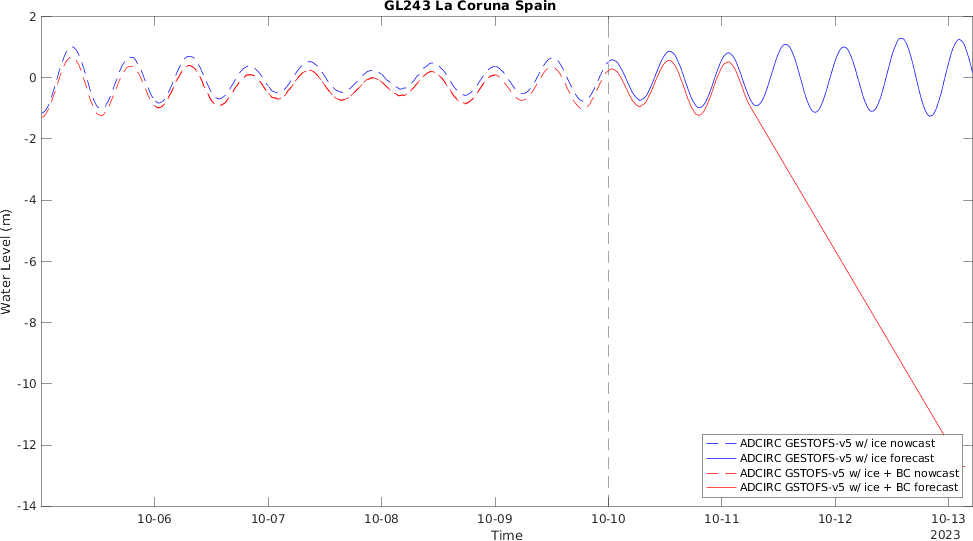 GL243 La Coruna Spain
2
0
-2
-4
-6
-8
-10
-12
-14
Water Level (m)
ADCIRC GESTOFS-v5 w/ ice nowcast
ADCIRC GESTOFS-v5 w/ ice forecast
ADCIRC GSTOFS-v5 w/ ice + BC nowcast
ADCIRC GSTOFS-v5 w/ ice + BC forecast
10-06 10-07 10-08 10-09 10-10 10-11 10-12 10-13
2023
Time